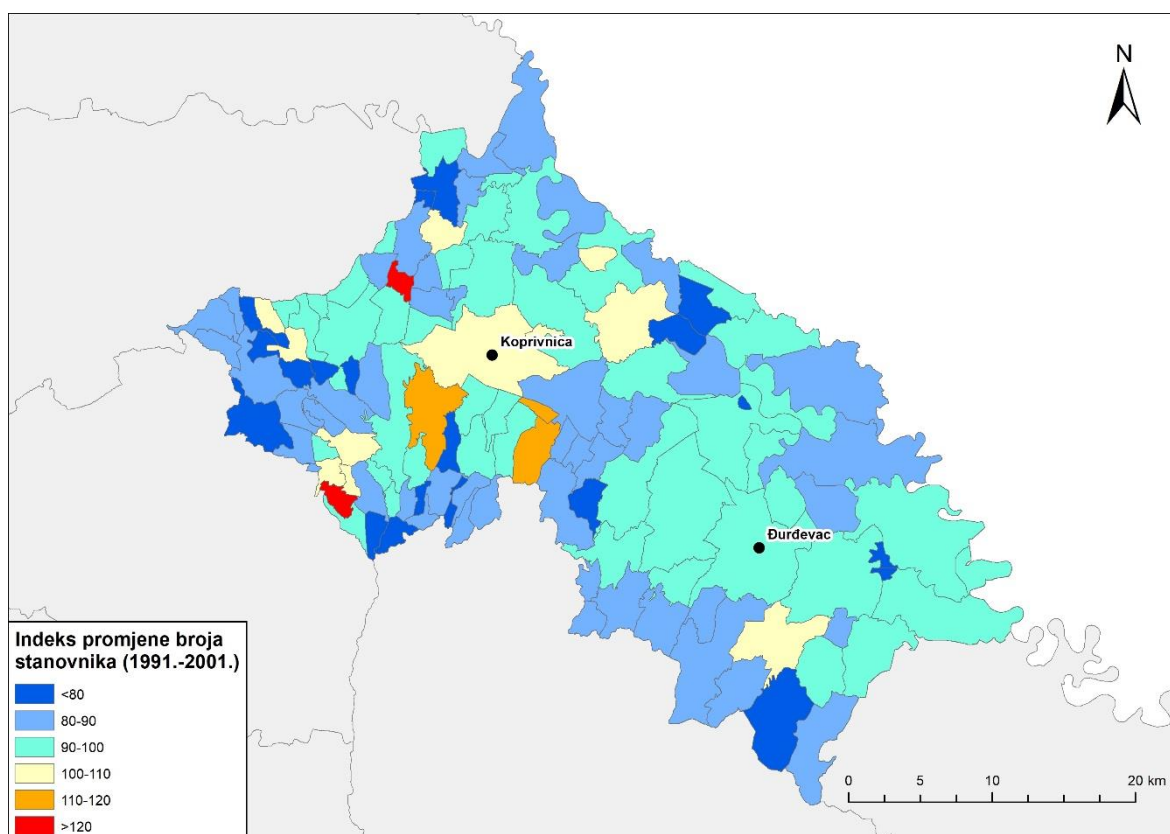 N
Koprivnica
Đurđevac
Indeks promjene broja
stanovnika (1991.-2001.)
<80
80-90
90-100
100-110
110-120
>120
0 5 10 20 km